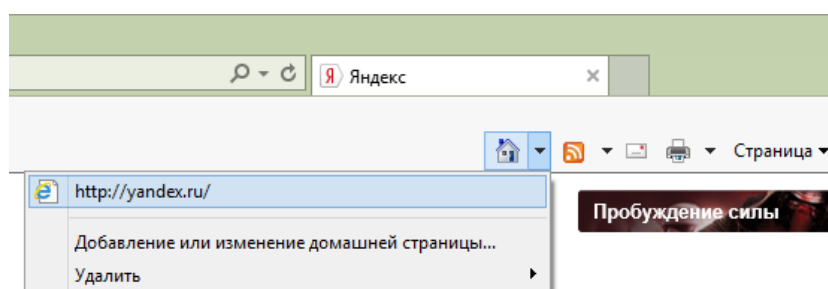 Я Яндекс
Страница
http://yandex.ru/
Пробуждение силы
Добавление или изменение домашней страницы...
Удалить